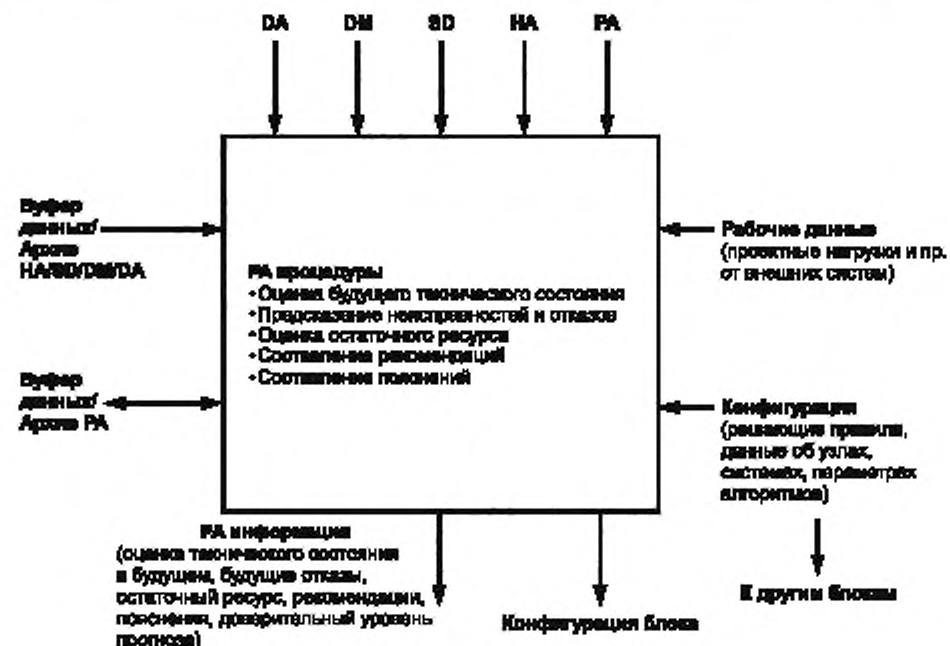 DA DM SD HA PA
Буфер
данных/
Архив
HA/SD/DM/DA
Рабочие данные
(проектные нагрузки и пр.
от внешних систем)
PA процедуры
•Оценка будущего технического состояния
•Предсказание неисправностей и отказов
•Оценка остаточного ресурса
•Составление рекомендаций
•Составление пояснений
Буфер
данных/
Архив PA
Конфигурация
(решающие правила,
данные об узлах,
системах, параметрах
алгоритмов)
PA информация
(оценка технического состояния
в будущем, будущие отказы,
остаточный ресурс, рекомендации,
пояснения, доверительный уровень
прогноза)
Конфигурация блока
К другим блокам